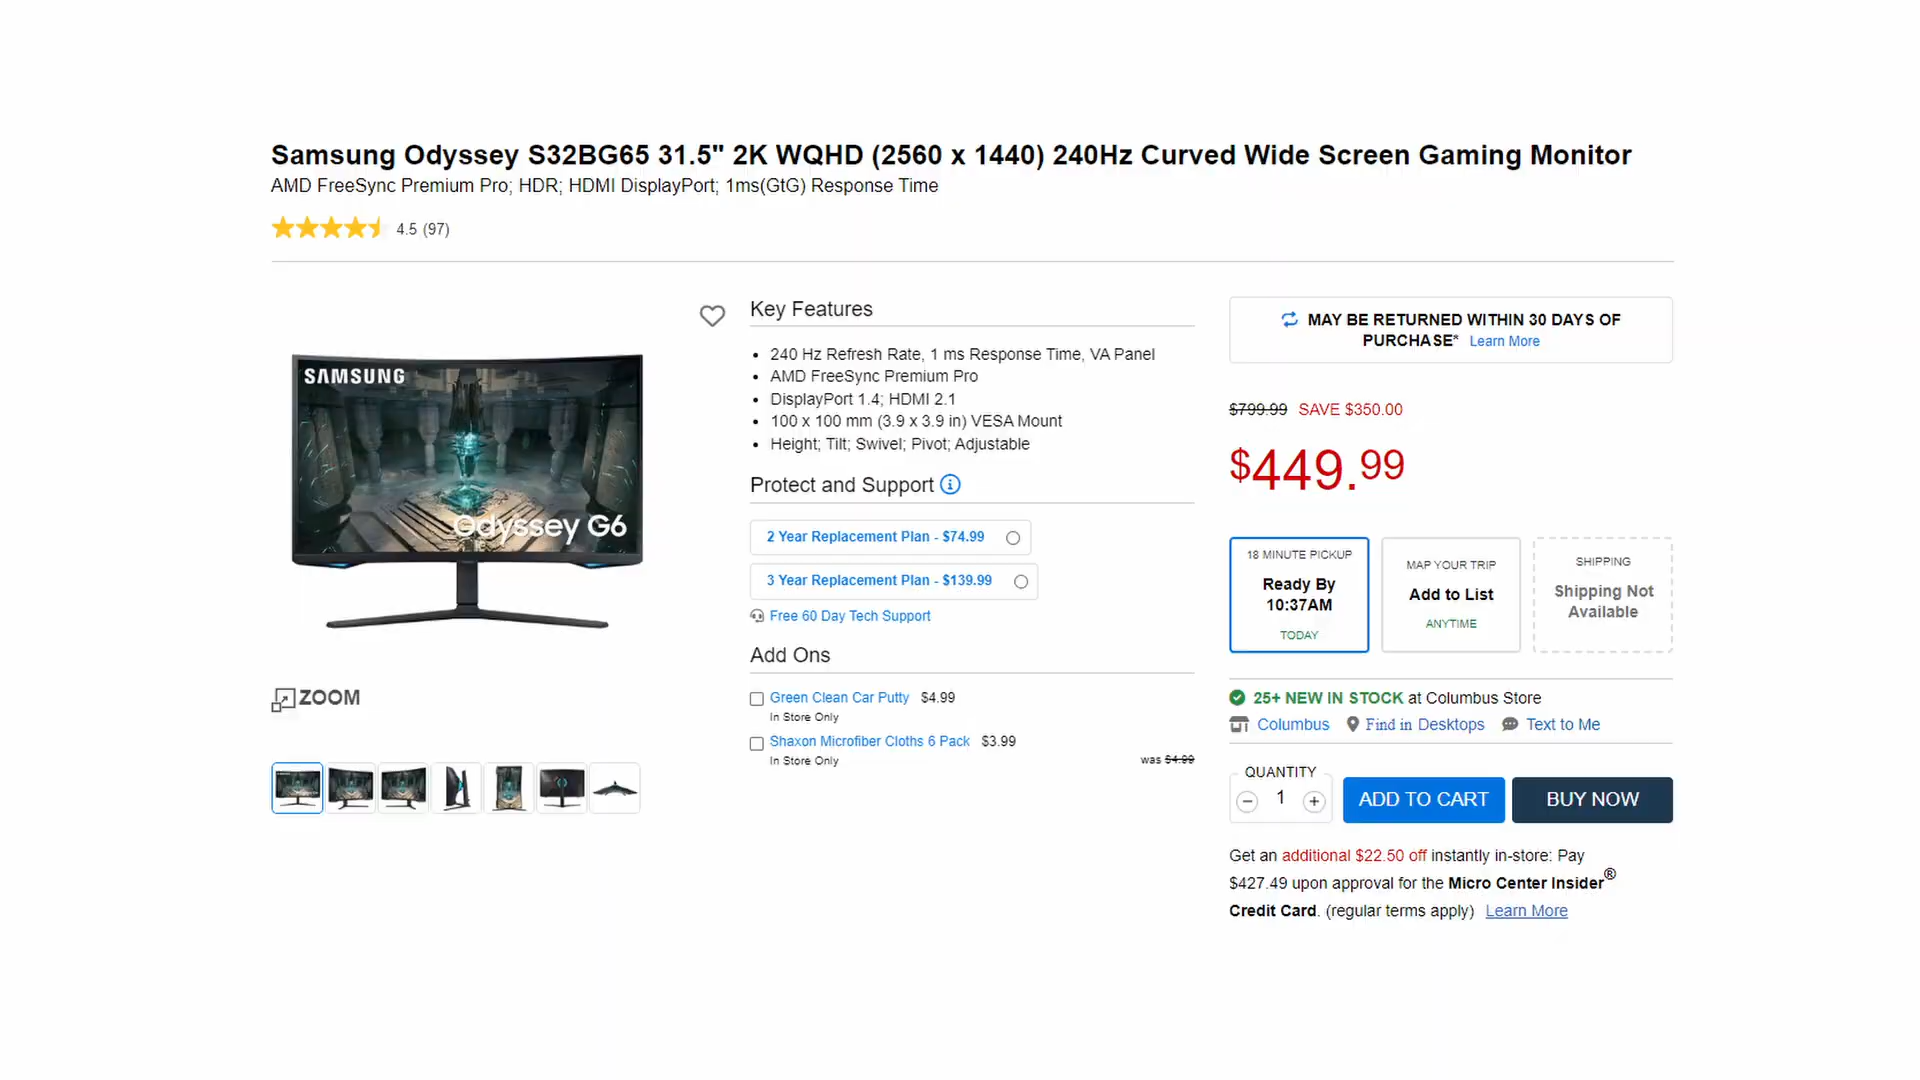 Samsung Odyssey S32BG65 31.5" 2K WQHD (2560 x 1440) 240Hz Curved Wide Screen Gaming Monitor
AMD FreeSync Premium Pro; HDR; HDMI DisplayPort; 1ms(GtG) Response Time
4.5 (97)
SAMSUNG
Odyssey G6
ZOOM
Key Features
240 Hz Refresh Rate, 1 ms Response Time, VA Panel
AMD FreeSync Premium Pro
DisplayPort 1.4; HDMI 2.1
100 x 100 mm (3.9 x 3.9 in) VESA Mount
Height; Tilt; Swivel; Pivot; Adjustable
Protect and Support
2 Year Replacement Plan - $74.99
3 Year Replacement Plan - $139.99
Free 60 Day Tech Support
Add Ons
Green Clean Car Putty $4.99
In Store Only
Shaxon Microfiber Cloths 6 Pack $3.99
In Store Only
was $4.99
MAY BE RETURNED WITHIN 30 DAYS OF
PURCHASE* Learn More
$799.99 SAVE $350.00
$449.99
18 MINUTE PICKUP
Ready By
10:37AM
TODAY
MAP YOUR TRIP
Add to List
ANYTIME
SHIPPING
Shipping Not
Available
25+ NEW IN STOCK at Columbus Store
Columbus Find in Desktops Text to Me
QUANTITY
1
ADD TO CART
BUY NOW
Get an additional $22.50 off instantly in-store: Pay
$427.49 upon approval for the Micro Center Insider®
Credit Card. (regular terms apply) Learn More